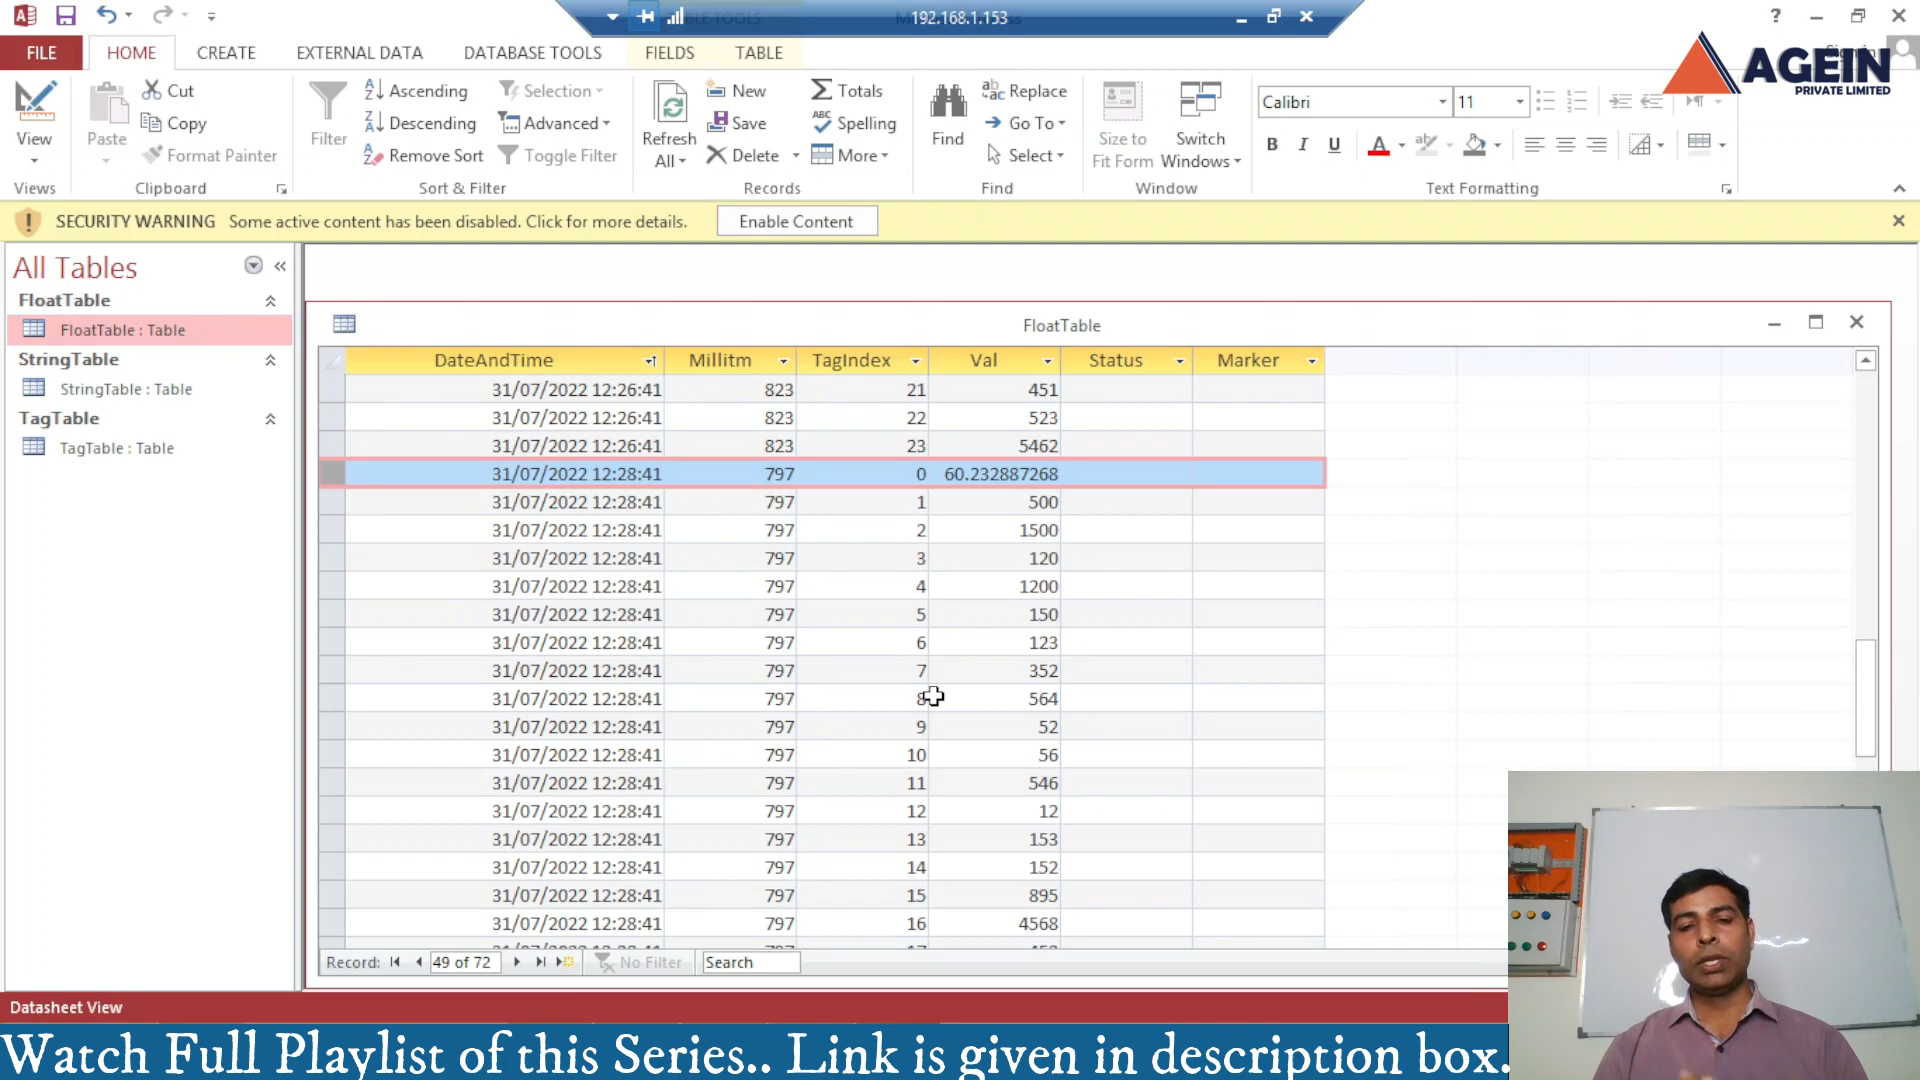 192.168.1.153
FILE HOME CREATE EXTERNAL DATA DATABASE TOOLS FIELDS TABLE
AGEIN
PRIVATE LIMITED
View
Views
Paste
Cut
Copy
Format Painter
Clipboard
Filter
Ascending
Descending
Remove Sort
Selection
Advanced
Toggle Filter
Sort & Filter
Refresh
All
New
Save
Delete
Totals
Spelling
More
Records
Find
Replace
Go To
Select
Find
Size to
Fit Form
Switch
Windows
Window
Calibri 11
B I U A
Text Formatting
SECURITY WARNING Some active content has been disabled. Click for more details. Enable Content
All Tables
FloatTable
FloatTable : Table
StringTable
StringTable : Table
TagTable
TagTable : Table
FloatTable
DateAndTime Millitm TagIndex Val Status Marker
31/07/2022 12:26:41 823 21 451
31/07/2022 12:26:41 823 22 523
31/07/2022 12:26:41 823 23 5462
31/07/2022 12:28:41 797 0 60.232887268
31/07/2022 12:28:41 797 1 500
31/07/2022 12:28:41 797 2 1500
31/07/2022 12:28:41 797 3 120
31/07/2022 12:28:41 797 4 1200
31/07/2022 12:28:41 797 5 150
31/07/2022 12:28:41 797 6 123
31/07/2022 12:28:41 797 7 352
31/07/2022 12:28:41 797 8 564
31/07/2022 12:28:41 797 9 52
31/07/2022 12:28:41 797 10 56
31/07/2022 12:28:41 797 11 546
31/07/2022 12:28:41 797 12 12
31/07/2022 12:28:41 797 13 153
31/07/2022 12:28:41 797 14 152
31/07/2022 12:28:41 797 15 895
31/07/2022 12:28:41 797 16 4568
Record: 49 of 72 No Filter Search
Datasheet View
Watch Full Playlist of this Series.. Link is given in description box.